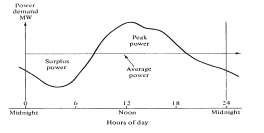 Power
demand
MW
Peak
power
Surplus
power
Average
power
0 6 12 18 24
Midnight Noon Midnight
Hours of day